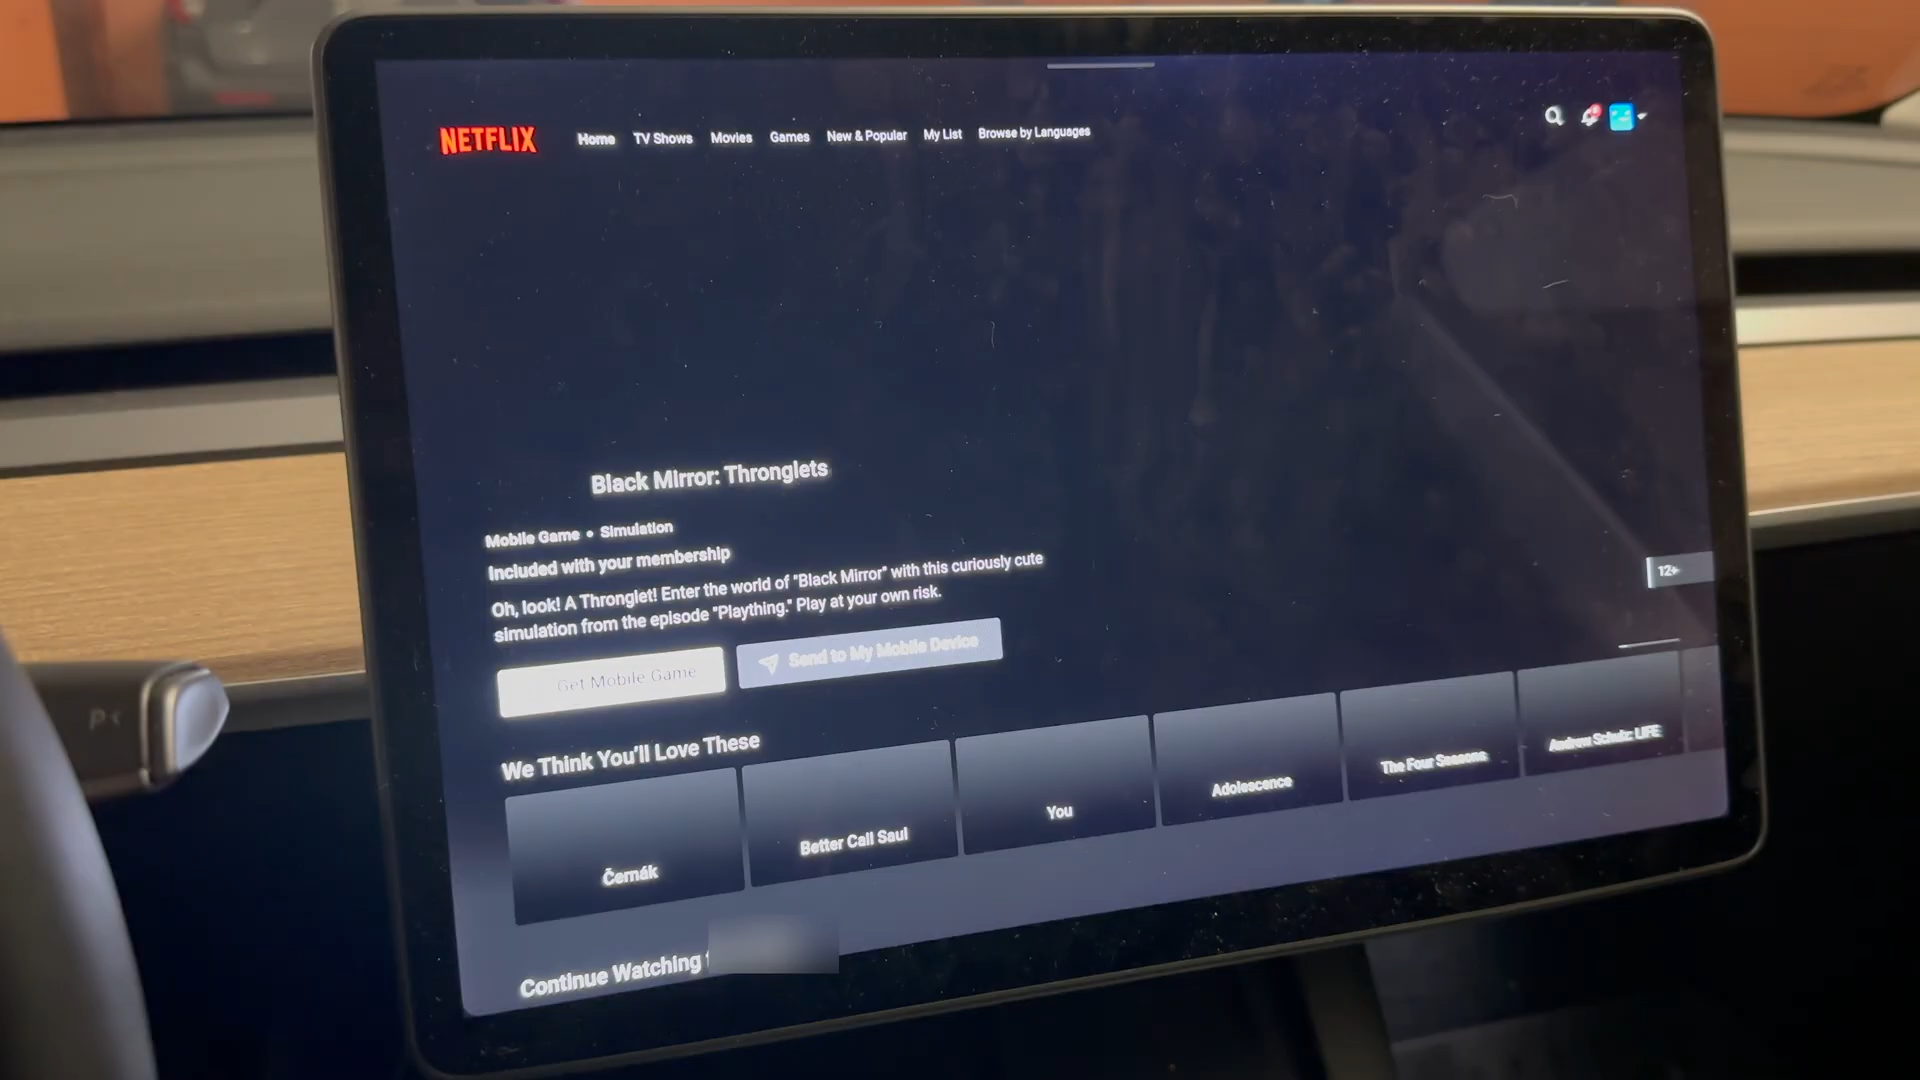 NETFLIX
Home TV Shows Movies Games New & Popular My List Browse by Languages
Black Mirror: Thronglets
Mobile Game • Simulation
Included with your membership
Oh, look! A Thronglet! Enter the world of "Black Mirror" with this curiously cute
simulation from the episode "Plaything." Play at your own risk.
12+
Get Mobile Game
Send to My Mobile Device
We Think You'll Love These
Černák
Better Call Saul
You
Adolescence
The Four Seasons
Andrew Schulz: LIFE
Continue Watching
P